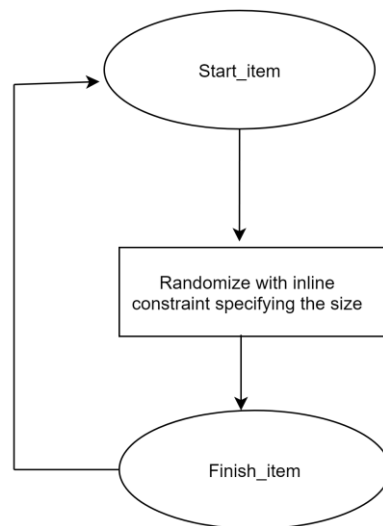 Start_item
Randomize with inline
constraint specifying the size
Finish_item